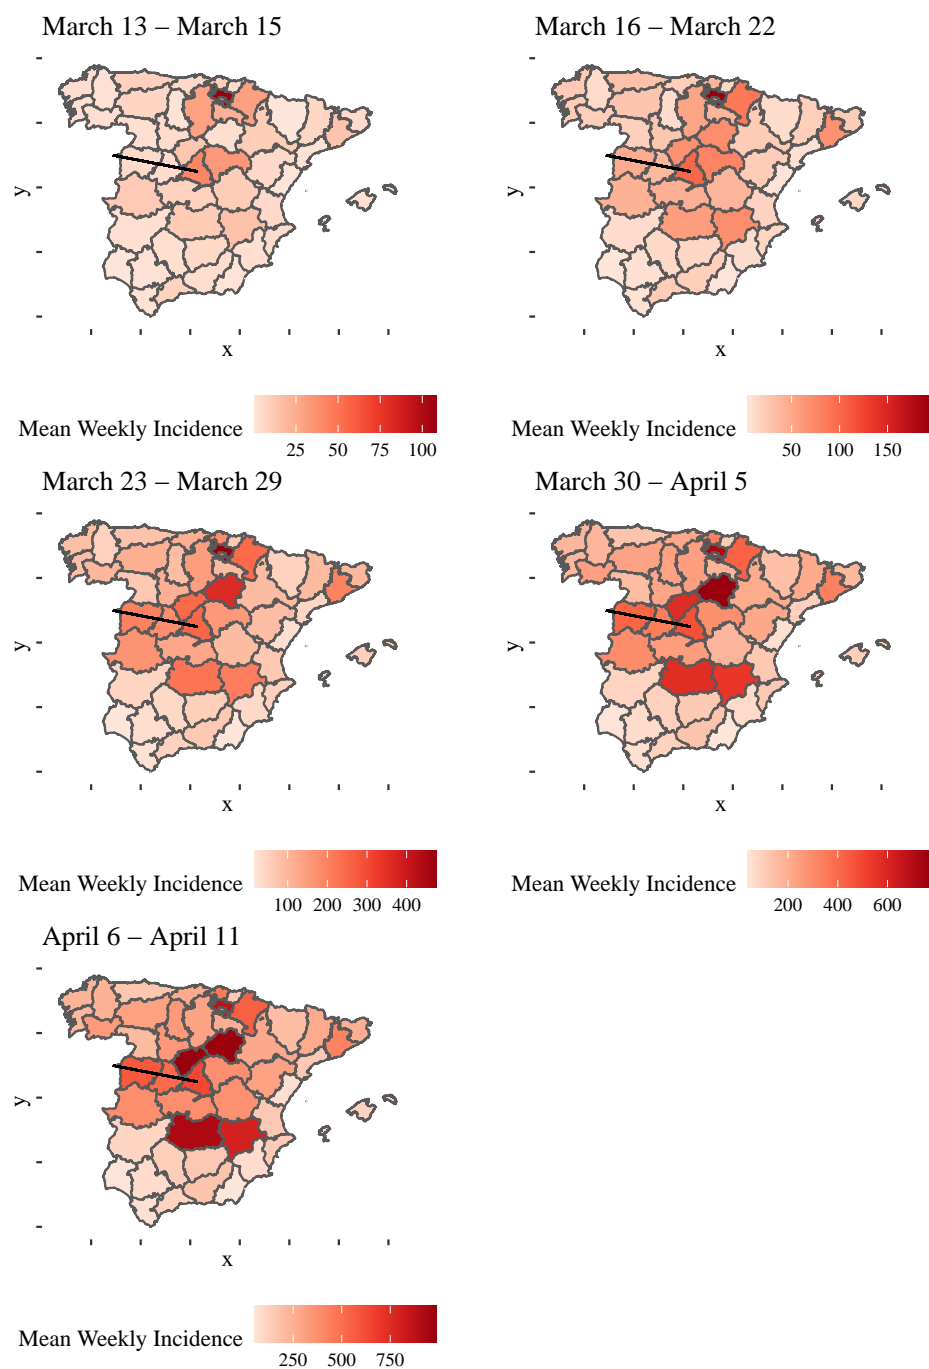 March 13 – March 15
y
x
Mean Weekly Incidence
25 50 75 100
March 16 – March 22
y
x
Mean Weekly Incidence
50 100 150
March 23 – March 29
y
x
Mean Weekly Incidence
100 200 300 400
March 30 – April 5
y
x
Mean Weekly Incidence
200 400 600
April 6 – April 11
y
x
Mean Weekly Incidence
250 500 750